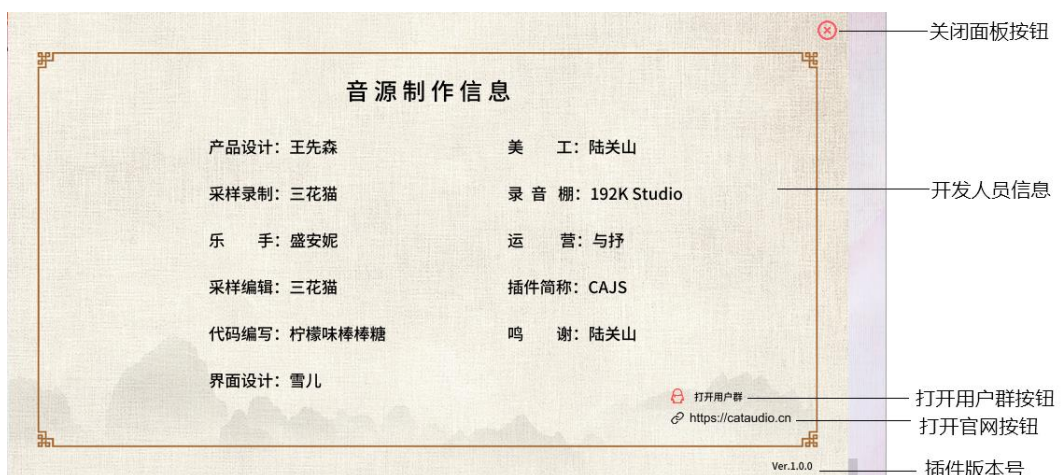 关闭面板按钮
音源制作信息
产品设计：王先森
美 工：陆关山
采样录制：三花猫
录 音 棚：192K Studio
开发人员信息
乐 手：盛安妮
运 营：与抒
采样编辑：三花猫
插件简称：CAJS
代码编写：柠檬味棒棒糖
鸣 谢：陆关山
界面设计：雪儿
打开用户群
打开用户群按钮
https://cataudio.cn
打开官网按钮
Ver.1.0.0
插件版本号